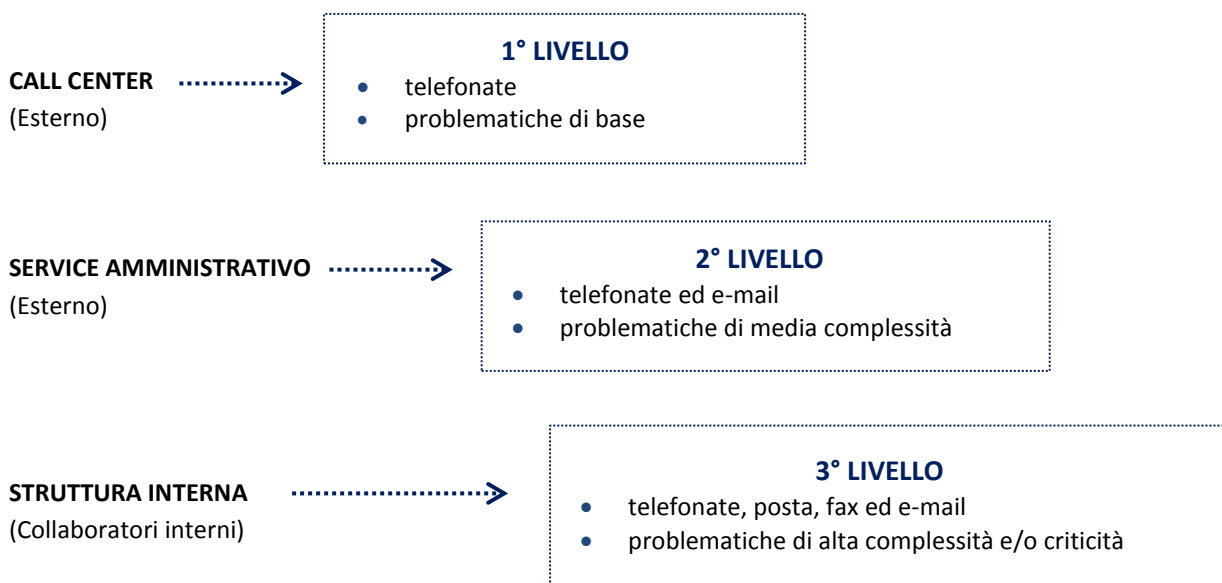 1° LIVELLO
CALL CENTER
(Esterno)
• telefonate
• problematiche di base
2° LIVELLO
SERVICE AMMINISTRATIVO
(Esterno)
• telefonate ed e-mail
• problematiche di media complessità
3° LIVELLO
STRUTTURA INTERNA
(Collaboratori interni)
• telefonate, posta, fax ed e-mail
• problematiche di alta complessità e/o criticità